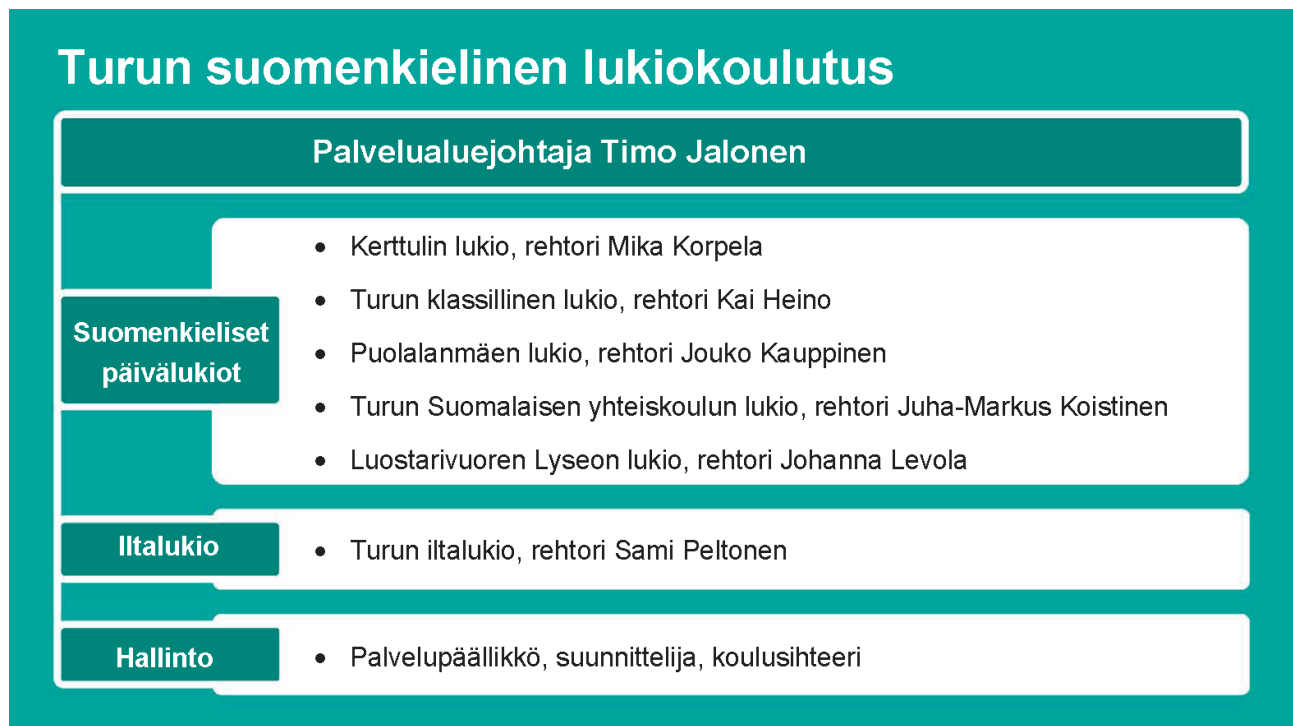 Turun suomenkielinen lukiokoulutus
Palvelualuejohtaja Timo Jalonen
Suomenkieliset
päivälukiot
• Kerttulin lukio, rehtori Mika Korpela
• Turun klassillinen lukio, rehtori Kai Heino
• Puolalanmäen lukio, rehtori Jouko Kauppinen
• Turun Suomalaisen yhteiskoulun lukio, rehtori Juha-Markus Koistinen
• Luostarivuoren Lyseon lukio, rehtori Johanna Levola
Iltalukio
• Turun iltalukio, rehtori Sami Peltonen
Hallinto
• Palvelupäällikkö, suunnittelija, koulusihteeri